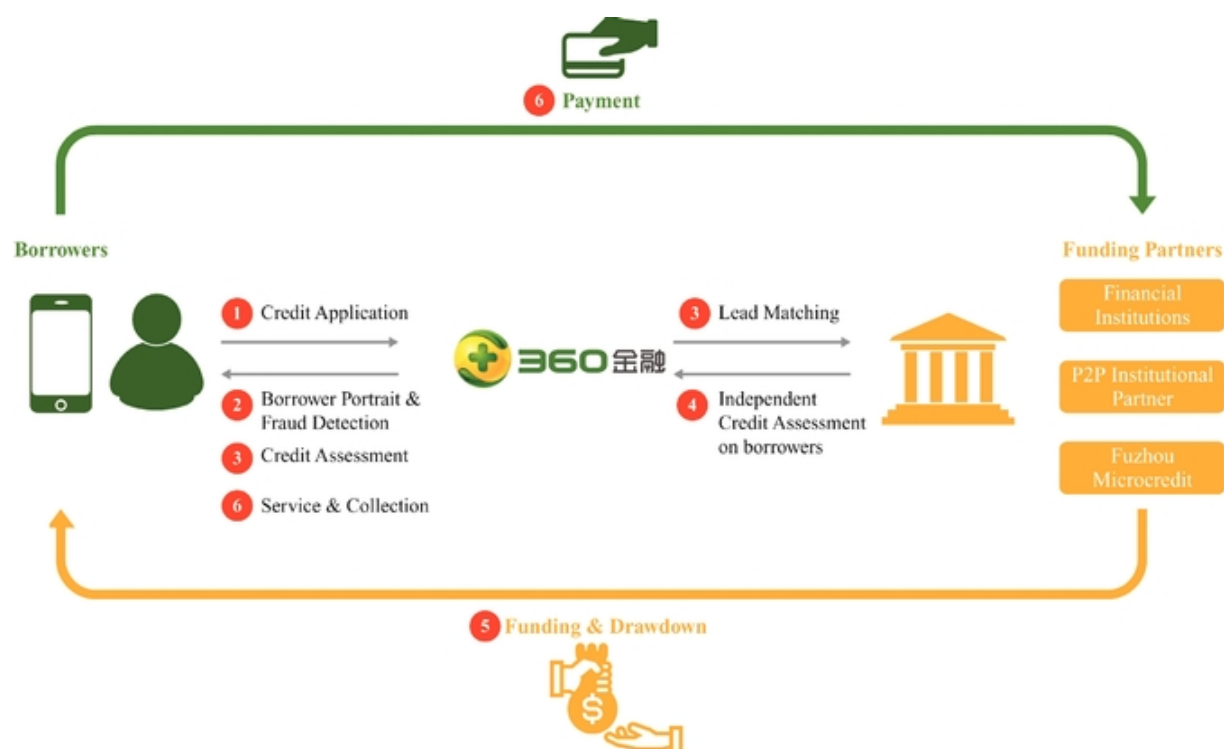 6 Payment
Borrowers
Funding Partners
1 Credit Application
3 Lead Matching
Financial
Institutions
360金融
P2P Institutional
Partner
2 Borrower Portrait &
Fraud Detection
4 Independent
Credit Assessment
on borrowers
3 Credit Assessment
Fuzhou
Microcredit
6 Service & Collection
5 Funding & Drawdown
$